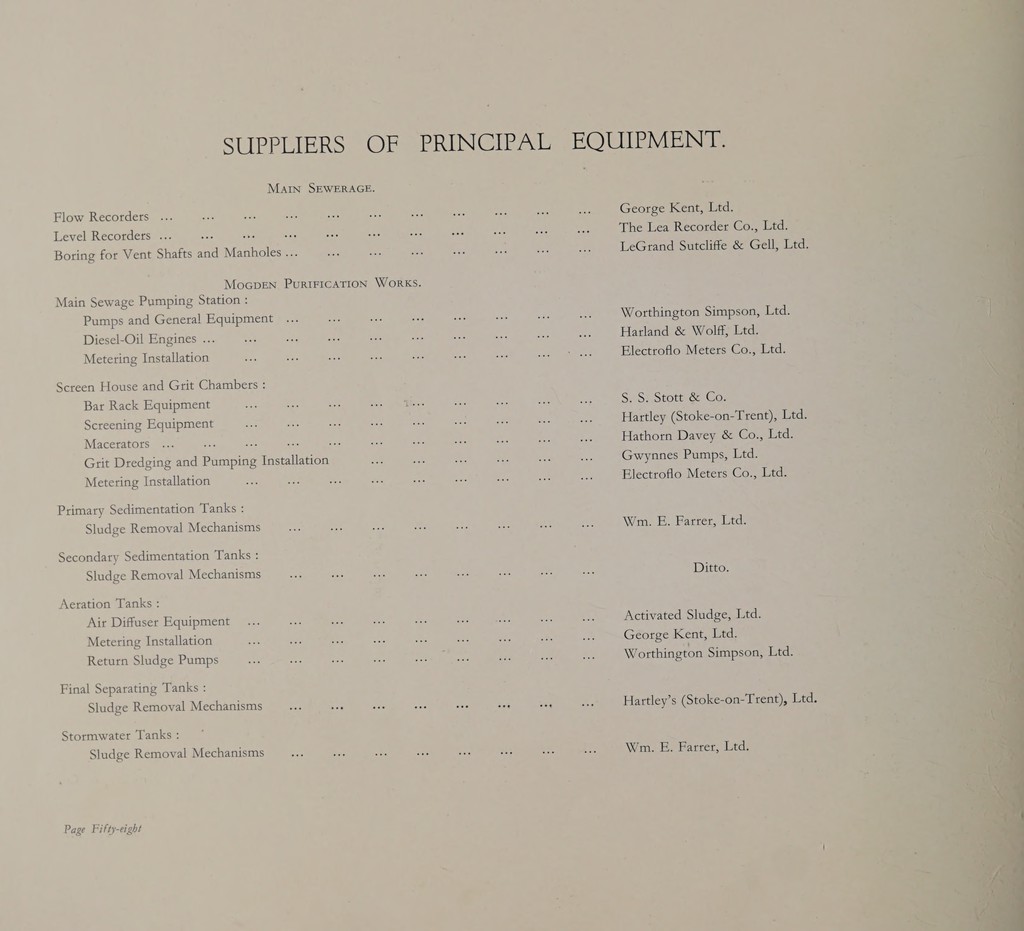 SUPPLIERS OF PRINCIPAL EQUIPMENT.
MAIN SEWERAGE.
Flow Recorders ... ... ... ... ... ... ... ... ... ... ... George Kent, Ltd.
Level Recorders ... ... ... ... ... ... ... ... ... ... ... The Lea Recorder Co., Ltd.
Boring for Vent Shafts and Manholes ... ... ... ... ... ... ... ... LeGrand Sutcliffe & Gell, Ltd.
MOGDEN PURIFICATION WORKS.
Main Sewage Pumping Station :
Pumps and General Equipment ... ... ... ... ... ... ... ... Worthington Simpson, Ltd.
Diesel-Oil Engines ... ... ... ... ... ... ... ... ... ... Harland & Wolff, Ltd.
Metering Installation ... ... ... ... ... ... ... ... ... Electroflo Meters Co., Ltd.
Screen House and Grit Chambers :
Bar Rack Equipment ... ... ... ... ... ... ... ... ... S. S. Stott & Co.
Screening Equipment ... ... ... ... ... ... ... ... ... Hartley (Stoke-on-Trent), Ltd.
Macerators ... ... ... ... ... ... ... ... ... ... ... Hathorn Davey & Co., Ltd.
Grit Dredging and Pumping Installation ... ... ... ... ... ... Gwynnes Pumps, Ltd.
Metering Installation ... ... ... ... ... ... ... ... ... Electroflo Meters Co., Ltd.
Primary Sedimentation Tanks :
Sludge Removal Mechanisms ... ... ... ... ... ... ... ... Wm. E. Farrer, Ltd.
Secondary Sedimentation Tanks :
Sludge Removal Mechanisms ... ... ... ... ... ... ... ... Ditto.
Aeration Tanks :
Air Diffuser Equipment ... ... ... ... ... ... ... ... ... Activated Sludge, Ltd.
Metering Installation ... ... ... ... ... ... ... ... ... George Kent, Ltd.
Return Sludge Pumps ... ... ... ... ... ... ... ... ... Worthington Simpson, Ltd.
Final Separating Tanks :
Sludge Removal Mechanisms ... ... ... ... ... ... ... ... Hartley's (Stoke-on-Trent), Ltd.
Stormwater Tanks :
Sludge Removal Mechanisms ... ... ... ... ... ... ... ... Wm. E. Farrer, Ltd.
Page Fifty-eight